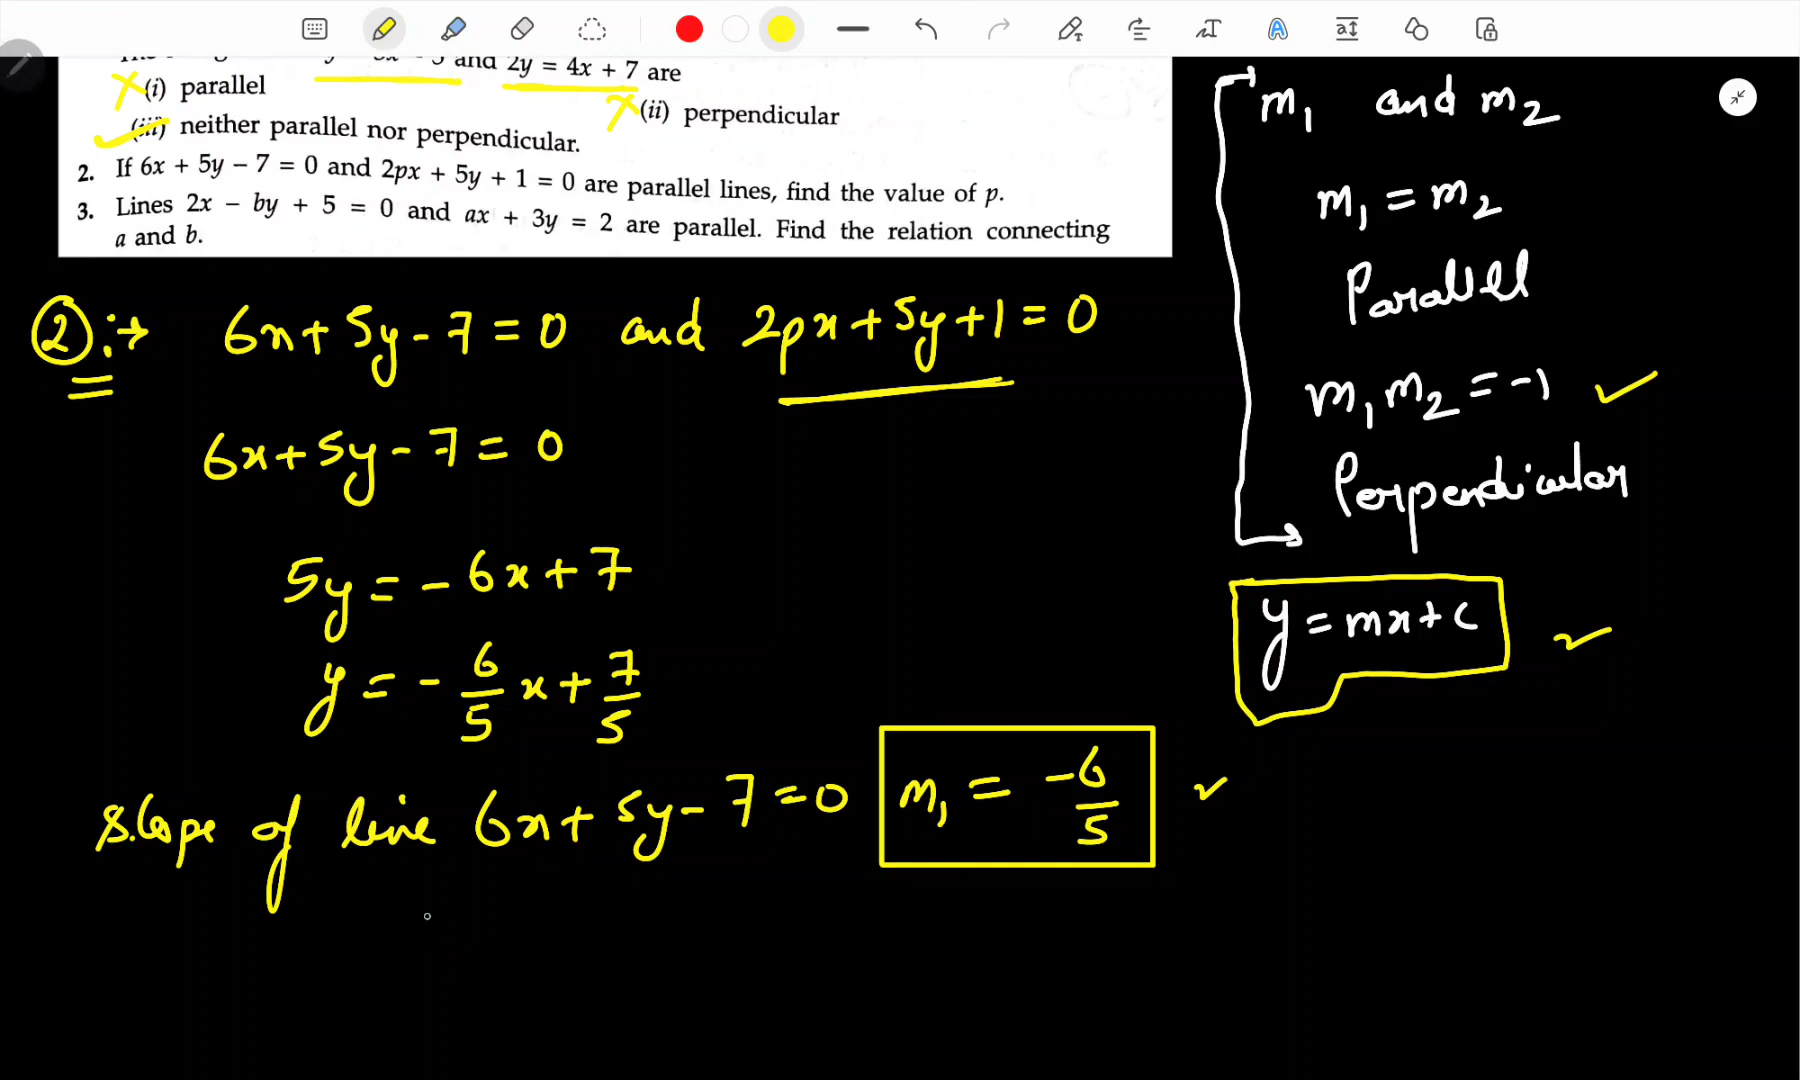 and 2y = 4x + 7 are
(i) parallel
(ii) perpendicular
(iii) neither parallel nor perpendicular.
2. If 6x + 5y − 7 = 0 and 2px + 5y + 1 = 0 are parallel lines, find the value of p.
3. Lines 2x − by + 5 = 0 and ax + 3y = 2 are parallel. Find the relation connecting
a and b.
m₁ and m₂
m₁ = m₂
Parallel
m₁ m₂ = -1
Perpendicular
y = mx + c
②:→ 6x + 5y - 7 = 0 and 2px + 5y + 1 = 0
6x + 5y - 7 = 0
5y = - 6x + 7
y = - 6/5 x + 7/5
slope of line 6x + 5y - 7 = 0 m₁ = -6/5